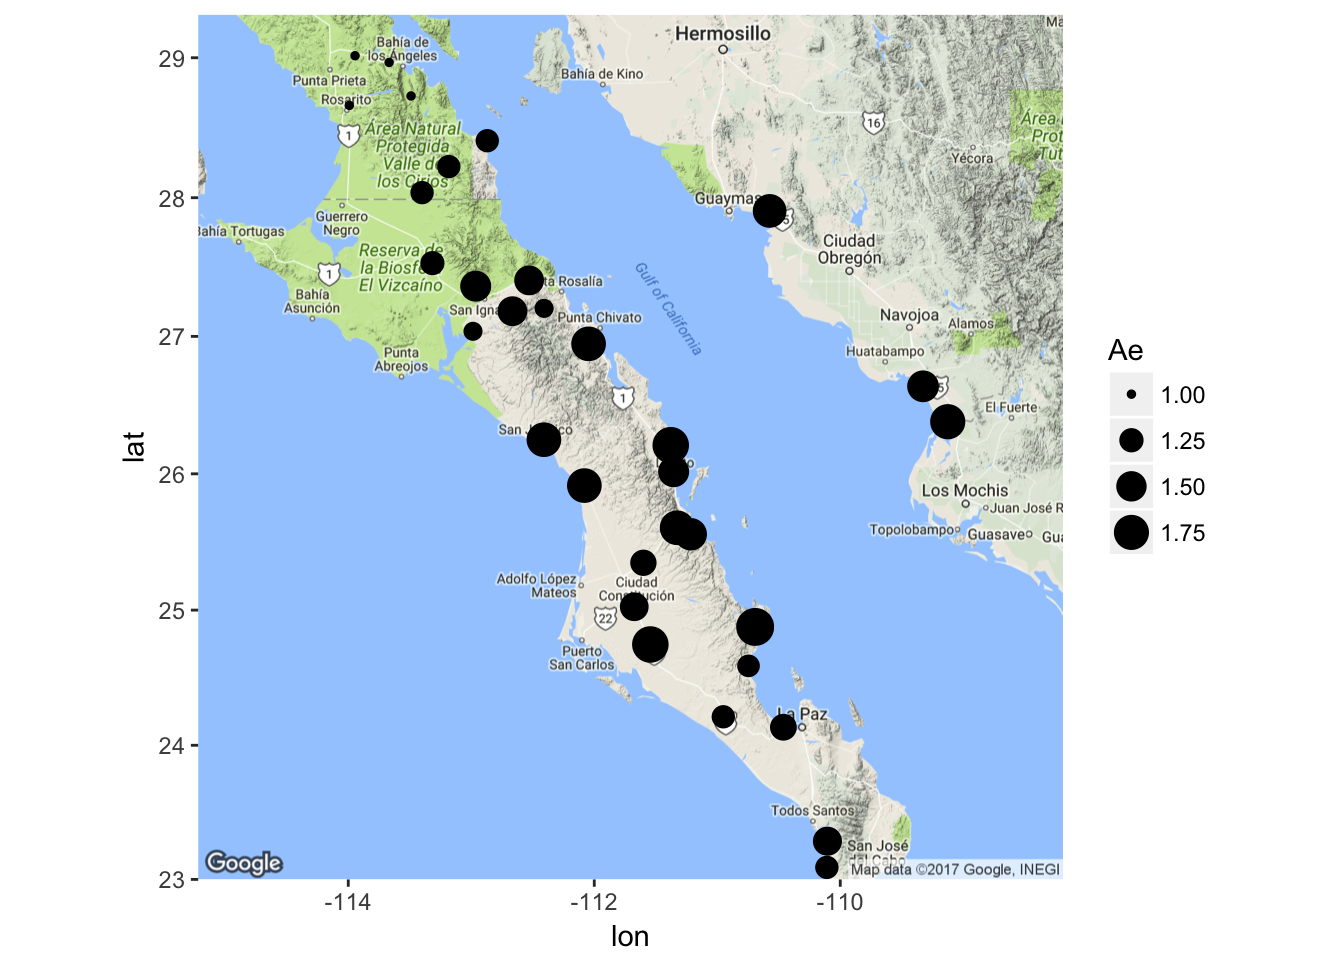 29
28
27
26
25
24
23
lat
-114
-112
-110
lon
Hermosillo
Bahía de
los Ángeles
Bahía de Kino
Punta Prieta
Rosarito
1
16
Área Natural
Protegida
Valle de
los Cirios
Yécora
Guaymas
Guerrero
Negro
Bahía Tortugas
Ciudad
Obregón
Reserva de
la Biosf
El Vizcaíno
1
Bahía
Asunción
ta Rosalía
Gulf of California
San Igna
Punta Chivato
Navojoa
Alamos
Huatabampo
Punta
Abreojos
1
El Fuerte
San J
co
Los Mochis
Juan José R
Topolobampo
Guasave
Gua
Adolfo López
Mateos
Ciudad
Constitución
22
Puerto
San Carlos
La Paz
Todos Santos
San José
del Cabo
Google
Map data ©2017 Google, INEGI
Ae
1.00
1.25
1.50
1.75